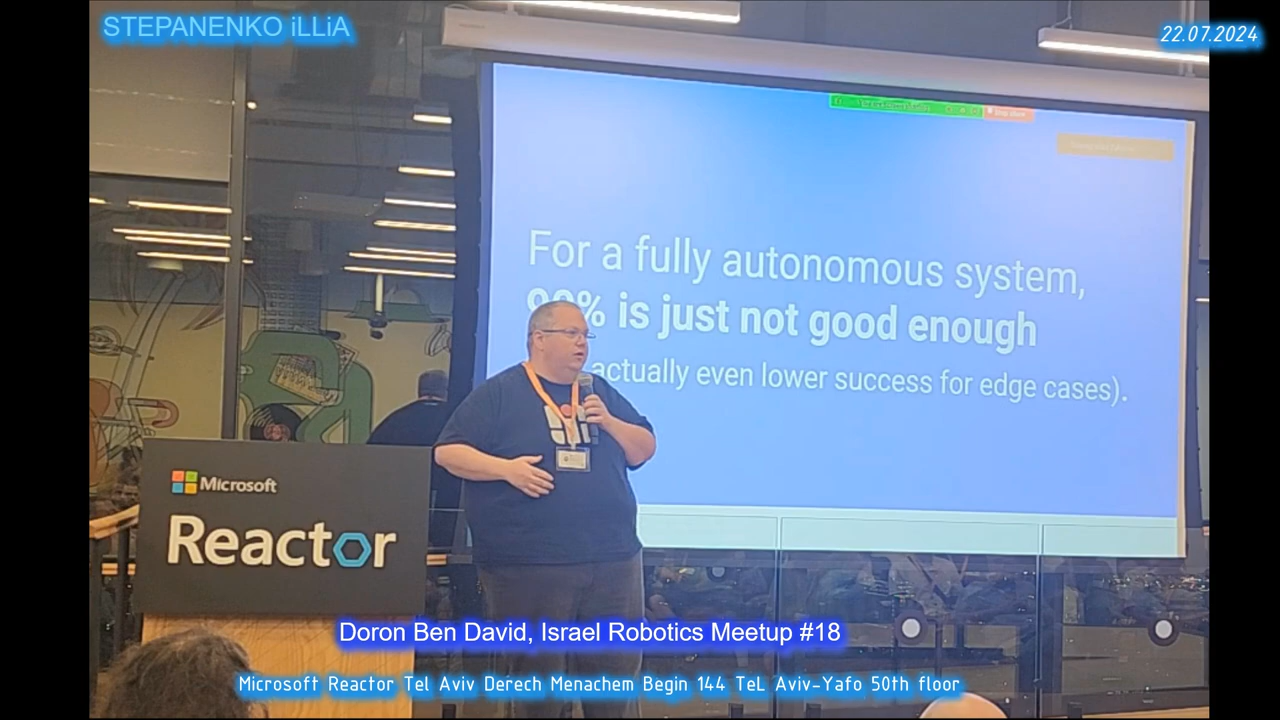 STEPANENKO iLLiA
22.07.2024
For a fully autonomous system,
% is just not good enough
actually even lower success for edge cases).
Microsoft
Reactor
Doron Ben David, Israel Robotics Meetup #18
Microsoft Reactor Tel Aviv Derech Menachem Begin 144 TeL Aviv-Yafo 50th floor